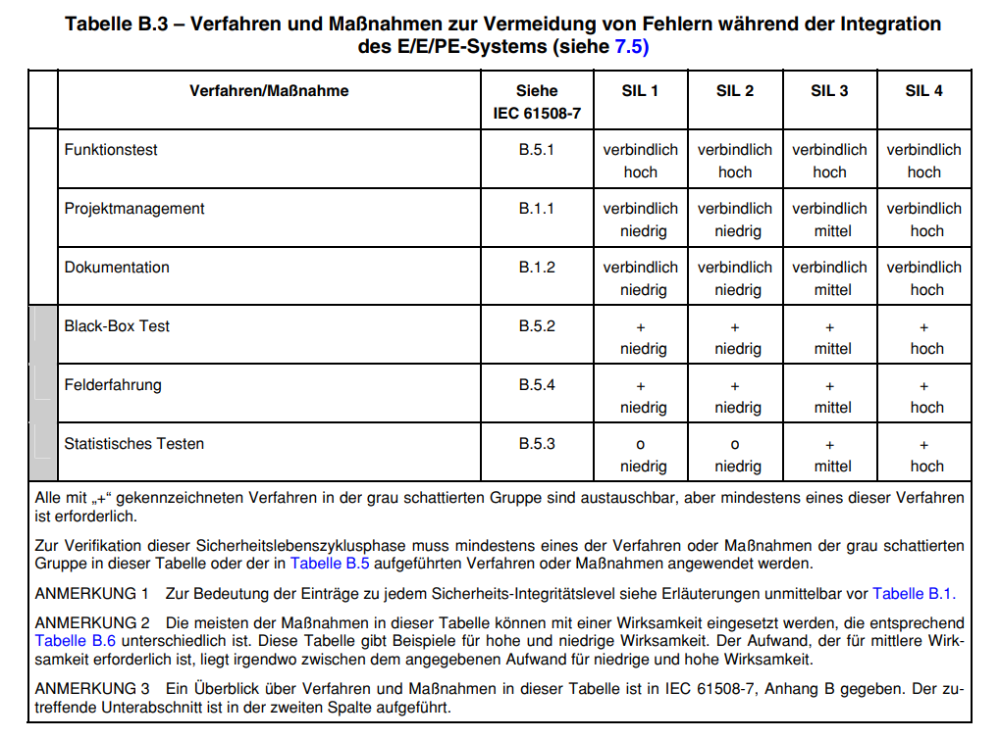 Tabelle B.3 – Verfahren und Maßnahmen zur Vermeidung von Fehlern während der Integration
des E/E/PE-Systems (siehe 7.5)
Verfahren/Maßnahme Siehe SIL 1 SIL 2 SIL 3 SIL 4
IEC 61508-7
Funktionstest B.5.1 verbindlich verbindlich verbindlich verbindlich
hoch hoch hoch hoch
Projektmanagement B.1.1 verbindlich verbindlich verbindlich verbindlich
niedrig niedrig mittel hoch
Dokumentation B.1.2 verbindlich verbindlich verbindlich verbindlich
niedrig niedrig mittel hoch
Black-Box Test B.5.2 + + + +
niedrig niedrig mittel hoch
Felderfahrung B.5.4 + + + +
niedrig niedrig mittel hoch
Statistisches Testen B.5.3 o o + +
niedrig niedrig mittel hoch
Alle mit „+“ gekennzeichneten Verfahren in der grau schattierten Gruppe sind austauschbar, aber mindestens eines dieser Verfahren
ist erforderlich.
Zur Verifikation dieser Sicherheitslebenszyklusphase muss mindestens eines der Verfahren oder Maßnahmen der grau schattierten
Gruppe in dieser Tabelle oder der in Tabelle B.5 aufgeführten Verfahren oder Maßnahmen angewendet werden.
ANMERKUNG 1 Zur Bedeutung der Einträge zu jedem Sicherheits-Integritätslevel siehe Erläuterungen unmittelbar vor Tabelle B.1.
ANMERKUNG 2 Die meisten der Maßnahmen in dieser Tabelle können mit einer Wirksamkeit eingesetzt werden, die entsprechend
Tabelle B.6 unterschiedlich ist. Diese Tabelle gibt Beispiele für hohe und niedrige Wirksamkeit. Der Aufwand, der für mittlere Wirk-
samkeit erforderlich ist, liegt irgendwo zwischen dem angegebenen Aufwand für niedrige und hohe Wirksamkeit.
ANMERKUNG 3 Ein Überblick über Verfahren und Maßnahmen in dieser Tabelle ist in IEC 61508-7, Anhang B gegeben. Der zu-
treffende Unterabschnitt ist in der zweiten Spalte aufgeführt.